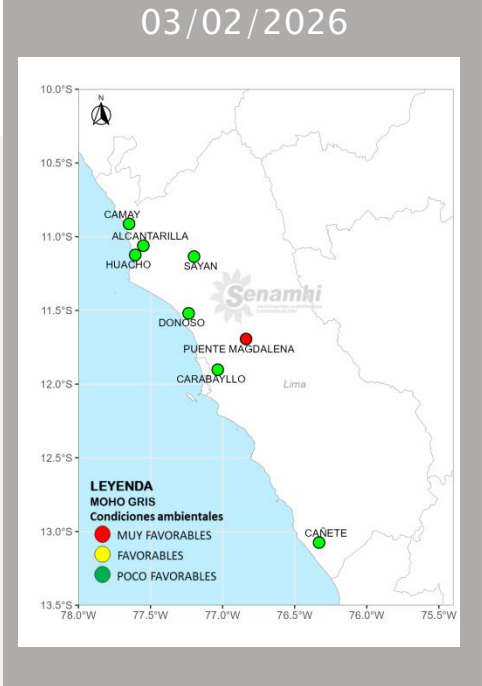 03/02/2026
10.0°S
N
10.5°S
CAMAY
11.0°S
ALCANTARILLA
HUACHO
SAYAN
Senamhi
11.5°S
DONOSO
PUENTE MAGDALENA
CARABAYLLO
12.0°S
Lima
12.5°S
LEYENDA
MOHO GRIS
Condiciones ambientales
MUY FAVORABLES
FAVORABLES
POCO FAVORABLES
CAÑETE
13.0°S
13.5°S
78.0°W
77.5°W
77.0°W
76.5°W
76.0°W
75.5°W